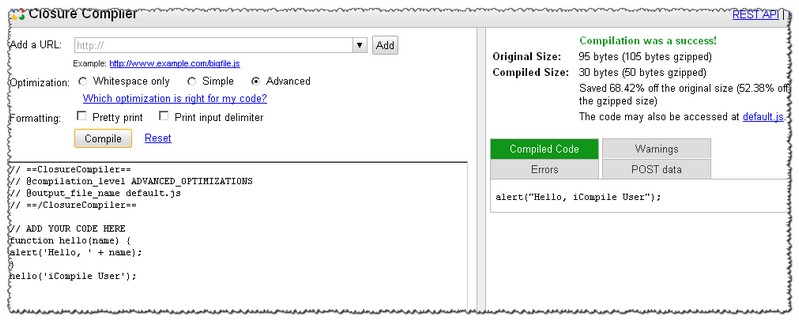 Closure Compiler
REST API |
Add a URL: http:// Add
Example: http://www.example.com/bigfile.js
Optimization: Whitespace only Simple Advanced
Which optimization is right for my code?
Formatting: Pretty print Print input delimiter
Compile Reset
// ==ClosureCompiler==
// @compilation_level ADVANCED_OPTIMIZATIONS
// @output_file_name default.js
// ==/ClosureCompiler==
// ADD YOUR CODE HERE
function hello(name) {
alert('Hello, ' + name);
}
hello('iCompile User');
Compilation was a success!
Original Size: 95 bytes (105 bytes gzipped)
Compiled Size: 30 bytes (50 bytes gzipped)
Saved 68.42% off the original size (52.38% off
the gzipped size)
The code may also be accessed at default.js.
Compiled Code Warnings
Errors POST data
alert("Hello, iCompile User");